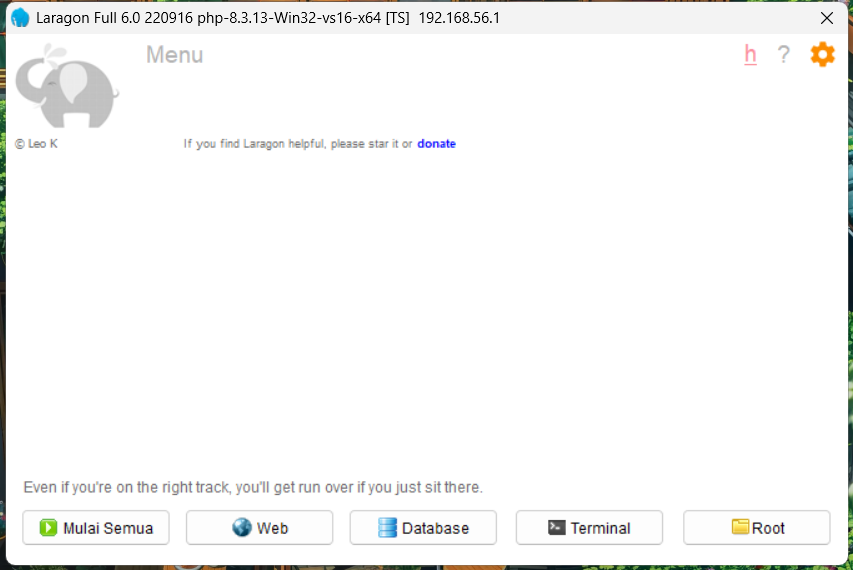 Laragon Full 6.0 220916 php-8.3.13-Win32-vs16-x64 [TS] 192.168.56.1
Menu
h ?
© Leo K
If you find Laragon helpful, please star it or donate
Even if you're on the right track, you'll get run over if you just sit there.
Mulai Semua Web Database Terminal Root